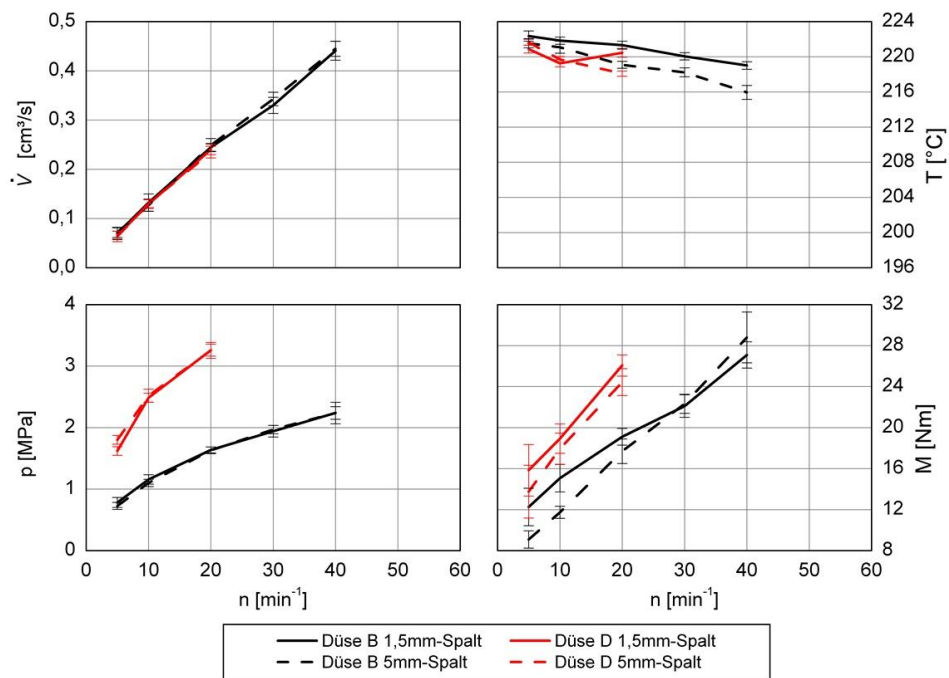 0,5
0,4
0,3
0,2
0,1
0,0
V̇ [cm³/s]
224
220
216
212
208
204
200
196
T [°C]
4
3
2
1
0
p [MPa]
0 10 20 30 40 50 60
n [min⁻¹]
32
28
24
20
16
12
8
M [Nm]
0 10 20 30 40 50 60
n [min⁻¹]
Düse B 1,5mm-Spalt Düse D 1,5mm-Spalt
Düse B 5mm-Spalt Düse D 5mm-Spalt